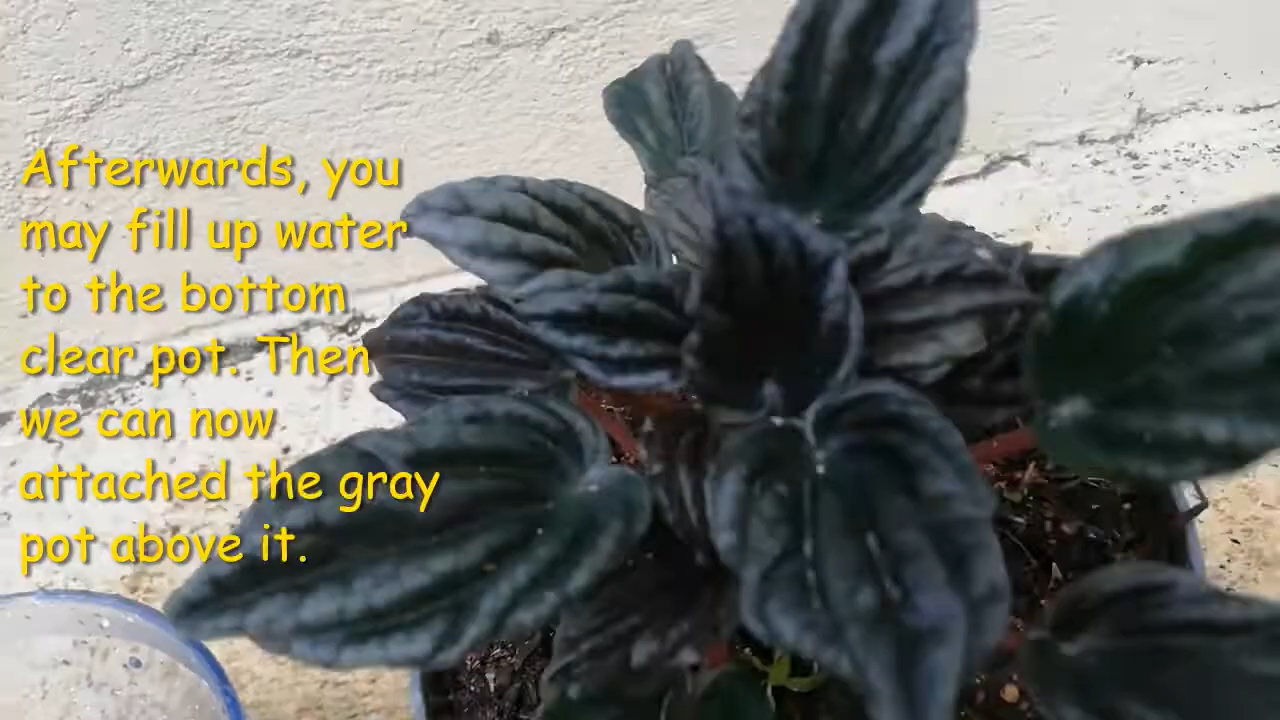 Afterwards, you
may fill up water
to the bottom
clear pot. Then
we can now
attached the gray
pot above it.